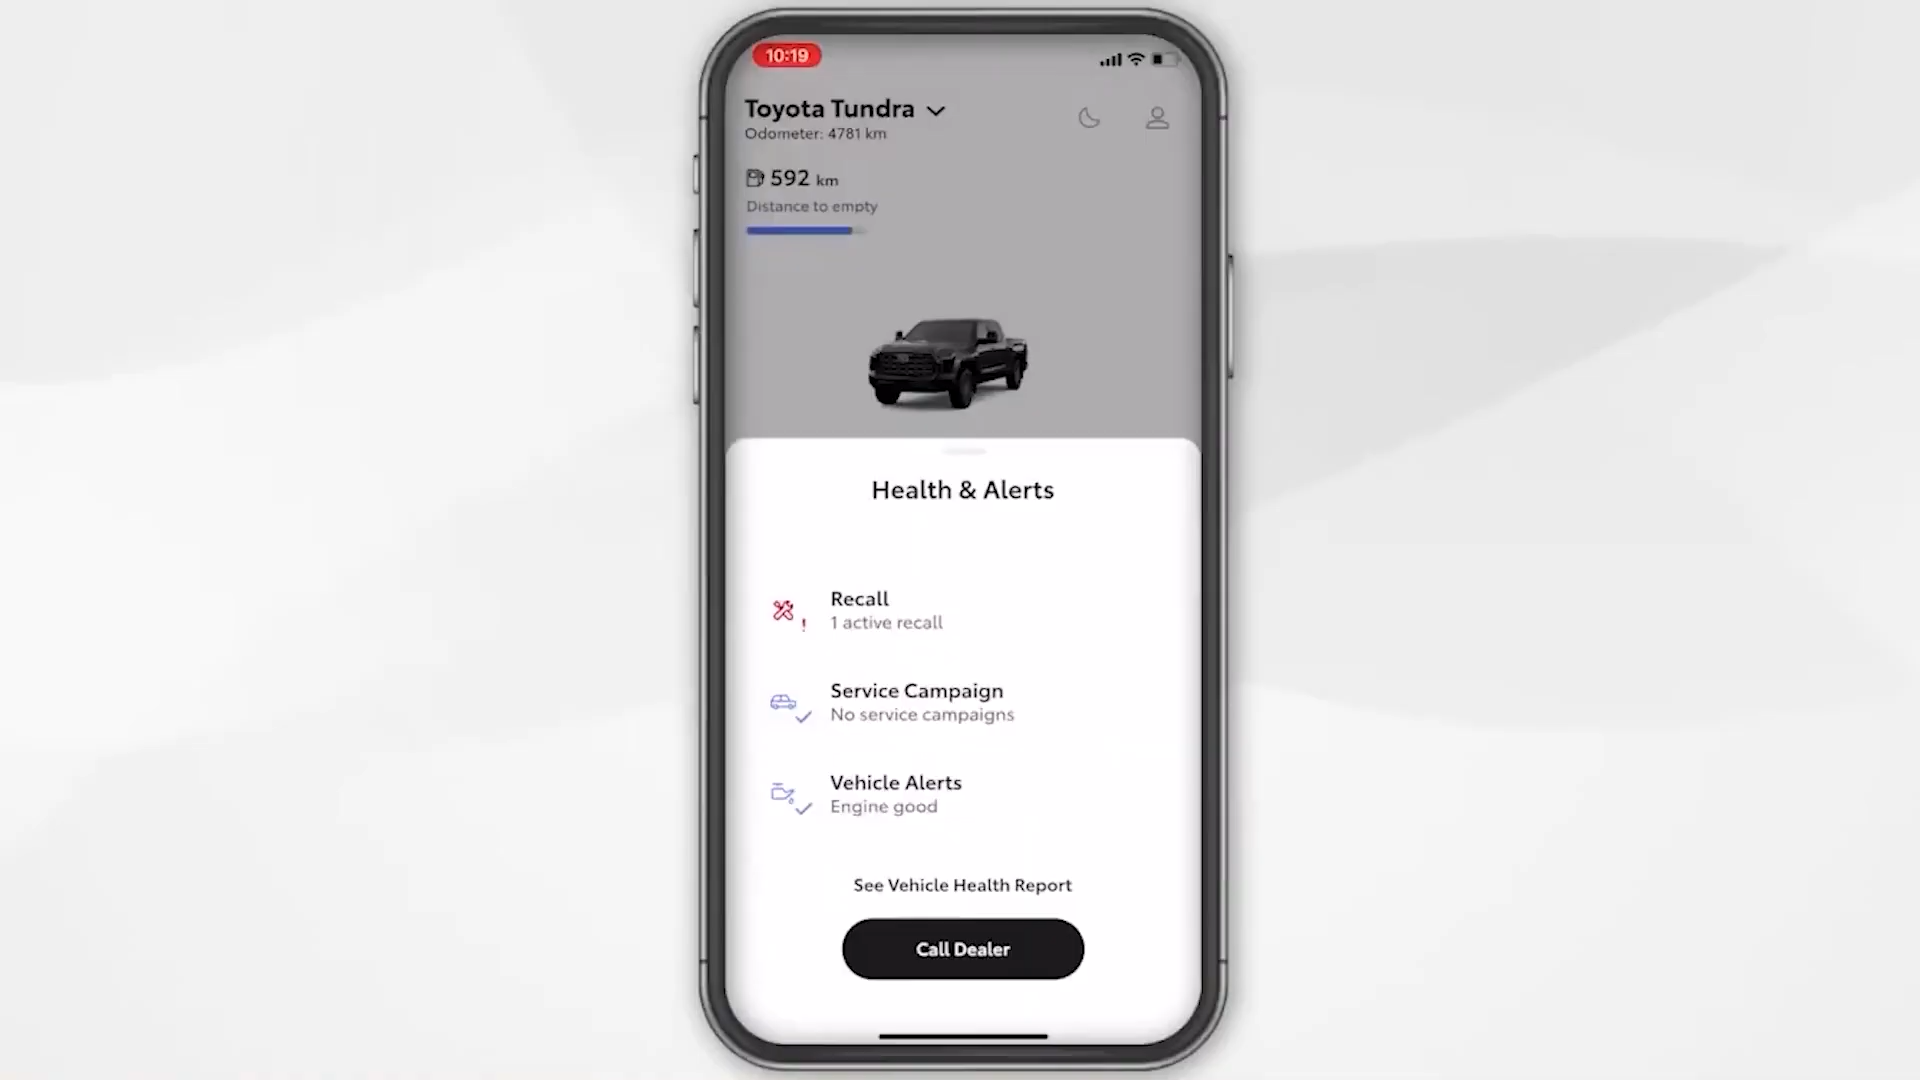 10:19
Toyota Tundra
Odometer: 4781 km
592 km
Distance to empty
Health & Alerts
Recall
1 active recall
Service Campaign
No service campaigns
Vehicle Alerts
Engine good
See Vehicle Health Report
Call Dealer